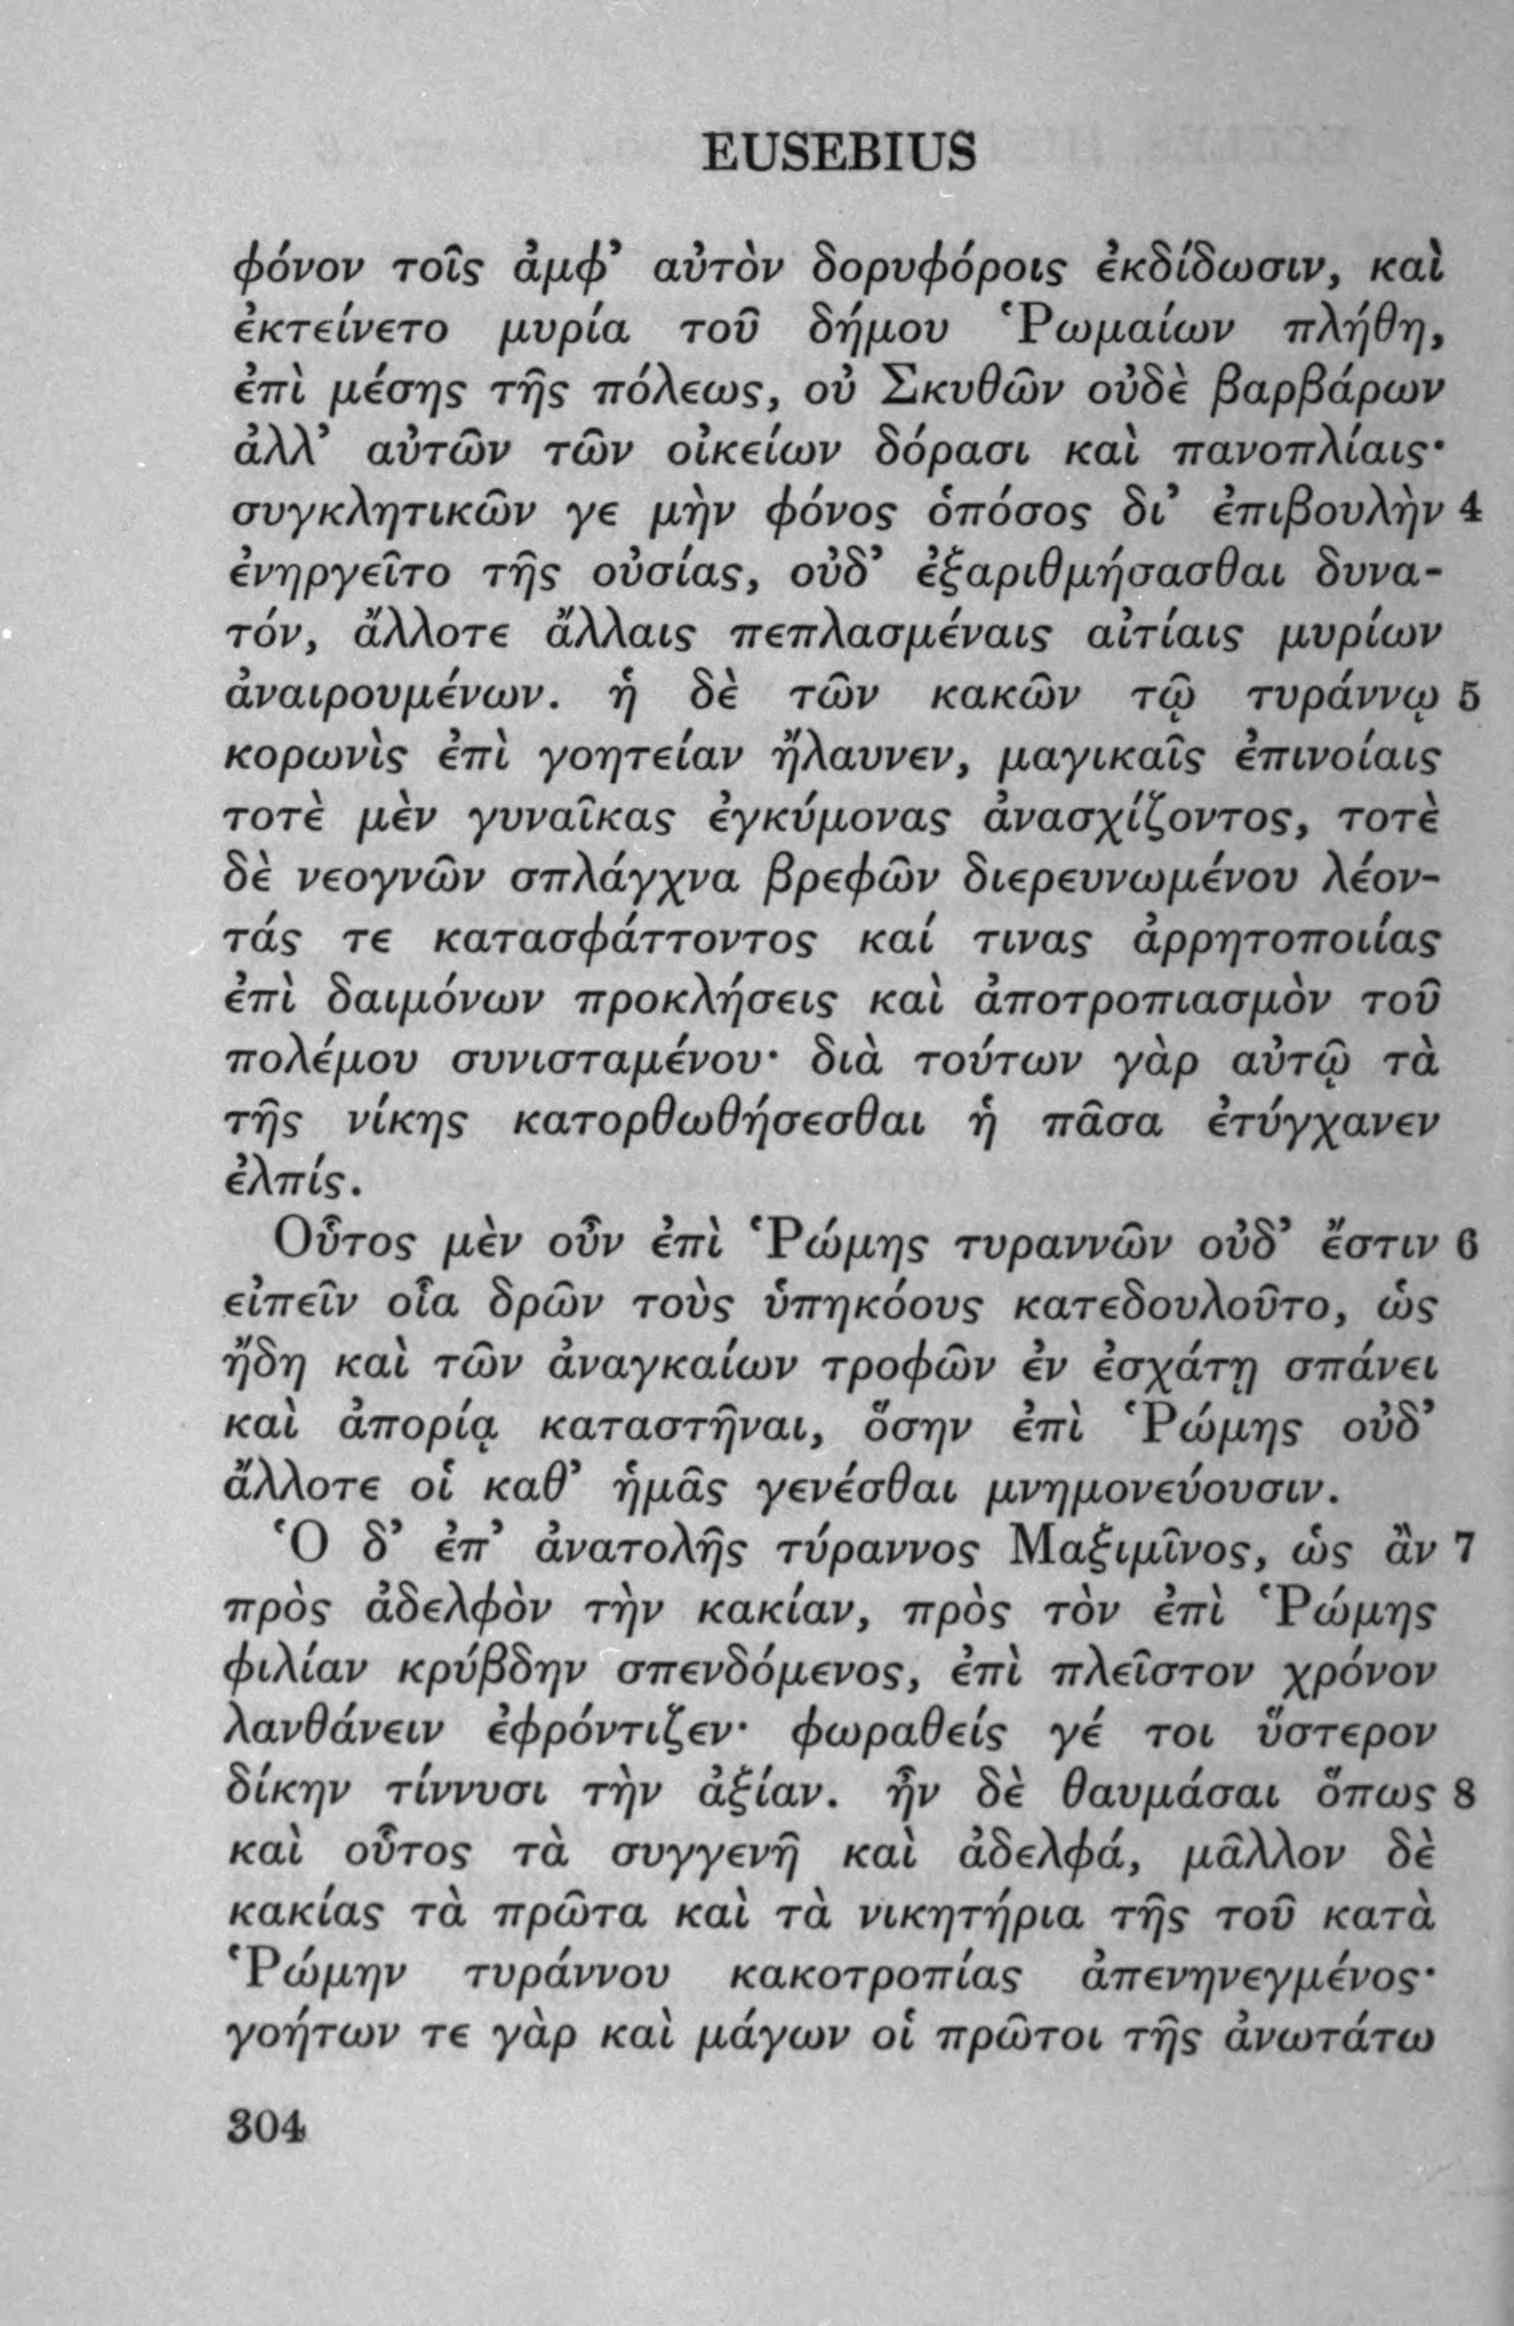 EUSEBIUS
φόνον τοῖς ἀμφ’ αὐτὸν δορυφόροις ἐκδίδωσιν, καὶ
ἐκτείνετο μυρία τοῦ δήμου Ῥωμαίων πλήθη,
ἐπὶ μέσης τῆς πόλεως, οὐ Σκυθῶν οὐδὲ βαρβάρων
ἀλλ’ αὐτῶν τῶν οἰκείων δόρασι καὶ πανοπλίαις·
συγκλητικῶν γε μὴν φόνος ὁπόσος δι’ ἐπιβουλὴν 4
ἐνηργεῖτο τῆς οὐσίας, οὐδ’ ἐξαριθμήσασθαι δυνα-
τόν, ἄλλοτε ἄλλαις πεπλασμέναις αἰτίαις μυρίων
ἀναιρουμένων. ἡ δὲ τῶν κακῶν τῷ τυράννῳ 5
κορωνὶς ἐπὶ γοητείαν ἤλαυνεν, μαγικαῖς ἐπινοίαις
τοτὲ μὲν γυναῖκας ἐγκύμονας ἀνασχίζοντος, τοτὲ
δὲ νεογνῶν σπλάγχνα βρεφῶν διερευνωμένου λέον-
τάς τε κατασφάττοντος καί τινας ἀρρητοποιίας
ἐπὶ δαιμόνων προκλήσεις καὶ ἀποτροπιασμὸν τοῦ
πολέμου συνισταμένου· διὰ τούτων γὰρ αὐτῷ τὰ
τῆς νίκης κατορθωθήσεσθαι ἡ πᾶσα ἐτύγχανεν
ἐλπίς.
Οὗτος μὲν οὖν ἐπὶ Ῥώμης τυραννῶν οὐδ’ ἔστιν 6
εἰπεῖν οἷα δρῶν τοὺς ὑπηκόους κατεδουλοῦτο, ὡς
ἤδη καὶ τῶν ἀναγκαίων τροφῶν ἐν ἐσχάτῃ σπάνει
καὶ ἀπορίᾳ καταστῆναι, ὅσην ἐπὶ Ῥώμης οὐδ’
ἄλλοτε οἱ καθ’ ἡμᾶς γενέσθαι μνημονεύουσιν.
Ὁ δ’ ἐπ’ ἀνατολῆς τύραννος Μαξιμῖνος, ὡς ἂν 7
πρὸς ἀδελφὸν τὴν κακίαν, πρὸς τὸν ἐπὶ Ῥώμης
φιλίαν κρύβδην σπενδόμενος, ἐπὶ πλεῖστον χρόνον
λανθάνειν ἐφρόντιζεν· φωραθείς γέ τοι ὕστερον
δίκην τίννυσι τὴν ἀξίαν. ἦν δὲ θαυμάσαι ὅπως 8
καὶ οὗτος τὰ συγγενῆ καὶ ἀδελφά, μᾶλλον δὲ
κακίας τὰ πρῶτα καὶ τὰ νικητήρια τῆς τοῦ κατὰ
Ῥώμην τυράννου κακοτροπίας ἀπενηνεγμένος·
γοήτων τε γὰρ καὶ μάγων οἱ πρῶτοι τῆς ἀνωτάτω
304